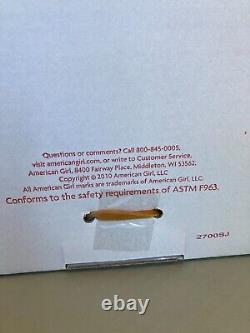 Questions or comments? Call 800-845-0005,
visit americangirl.com, or write to Customer Service,
American Girl, 8400 Fairway Place, Middleton, WI 53562.
Copyright © 2010 American Girl, LLC
All American Girl marks are trademarks of American Girl, LLC.
Conforms to the safety requirements of ASTM F963.
2700SJ